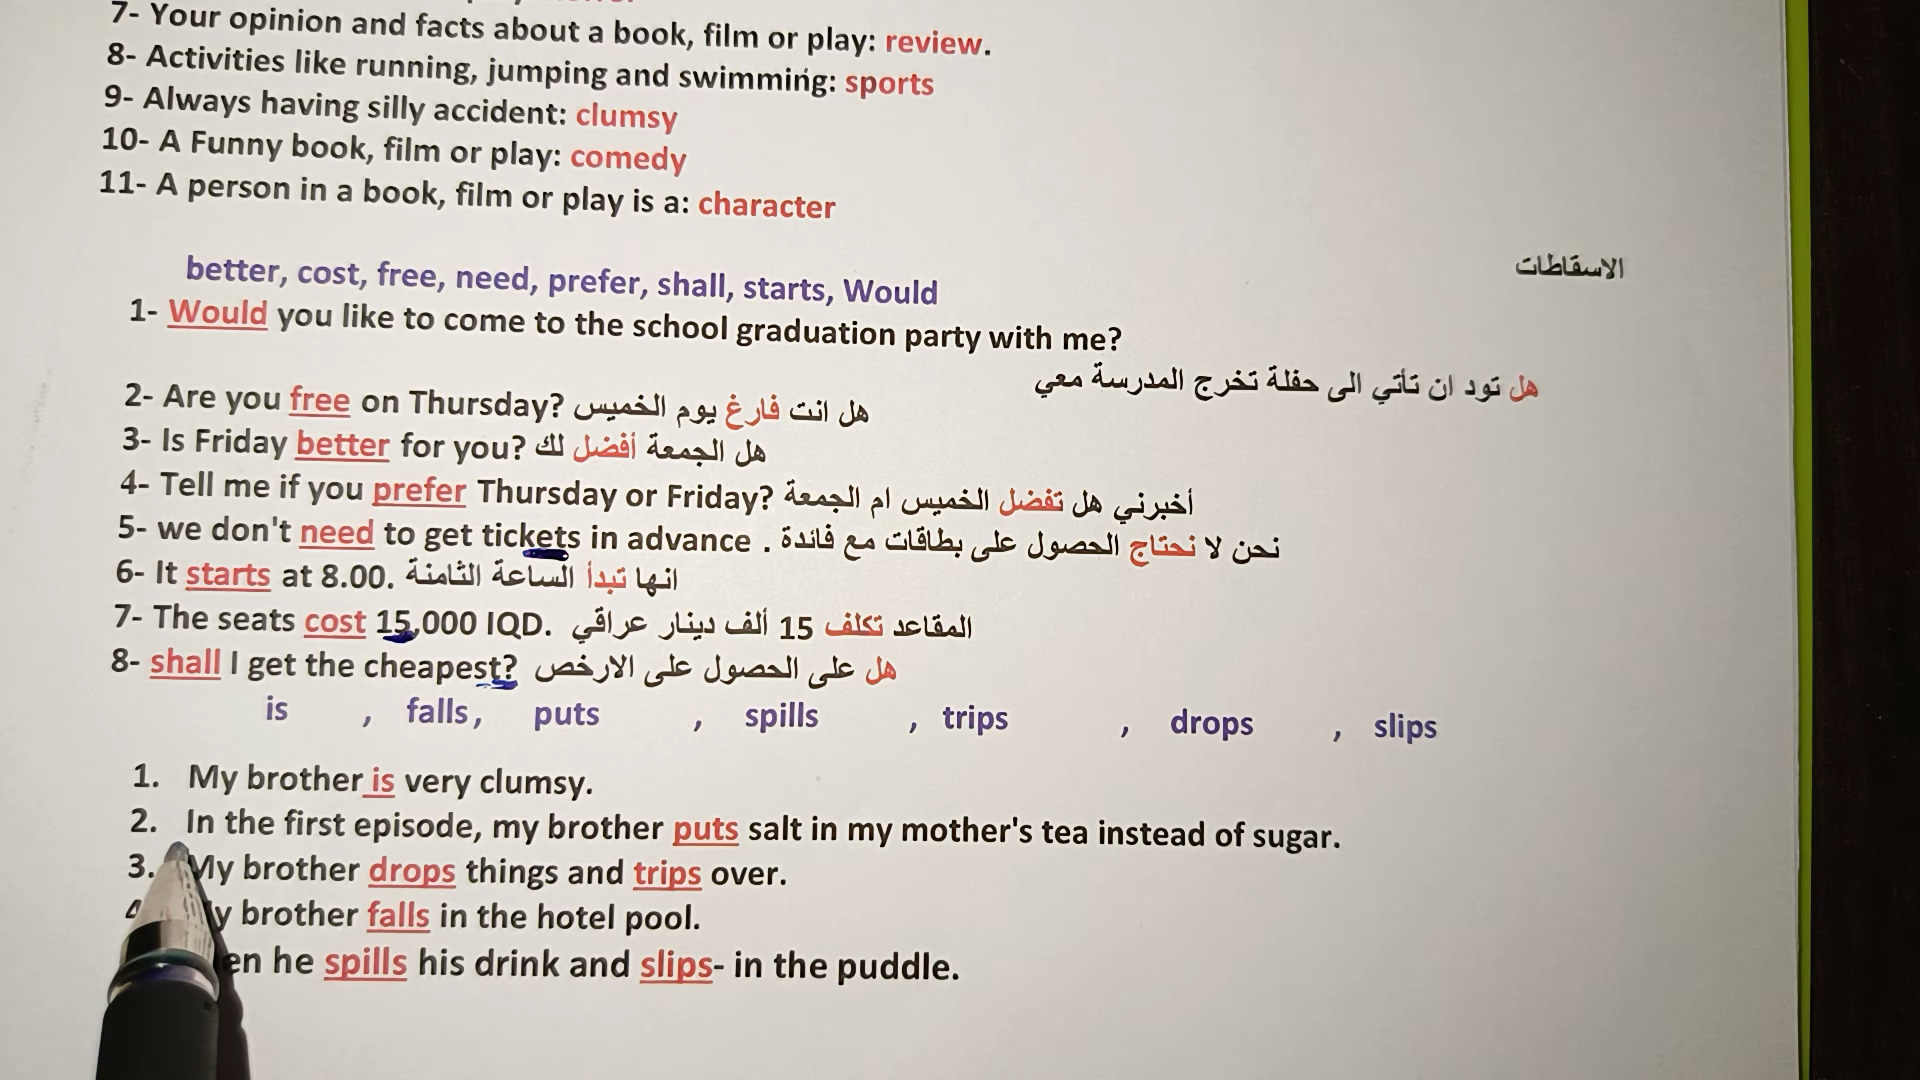 7- Your opinion and facts about a book, film or play: review.
8- Activities like running, jumping and swimming: sports
9- Always having silly accident: clumsy
10- A Funny book, film or play: comedy
11- A person in a book, film or play is a: character
الاسقاطات
better, cost, free, need, prefer, shall, starts, Would
1- Would you like to come to the school graduation party with me?
هل تود ان تأتي الى حفلة تخرج المدرسة معي
2- Are you free on Thursday? هل انت فارغ يوم الخميس
3- Is Friday better for you? هل الجمعة أفضل لك
4- Tell me if you prefer Thursday or Friday? أخبرني هل تفضل الخميس ام الجمعة
5- we don't need to get tickets in advance . نحن لا نحتاج الحصول على بطاقات مع فائدة
6- It starts at 8.00. انها تبدأ الساعة الثامنة
7- The seats cost 15,000 IQD. المقاعد تكلف 15 ألف دينار عراقي
8- shall I get the cheapest? هل على الحصول على الارخص
is , falls, puts , spills , trips , drops , slips
1. My brother is very clumsy.
2. In the first episode, my brother puts salt in my mother's tea instead of sugar.
3. My brother drops things and trips over.
brother falls in the hotel pool.
he spills his drink and slips- in the puddle.